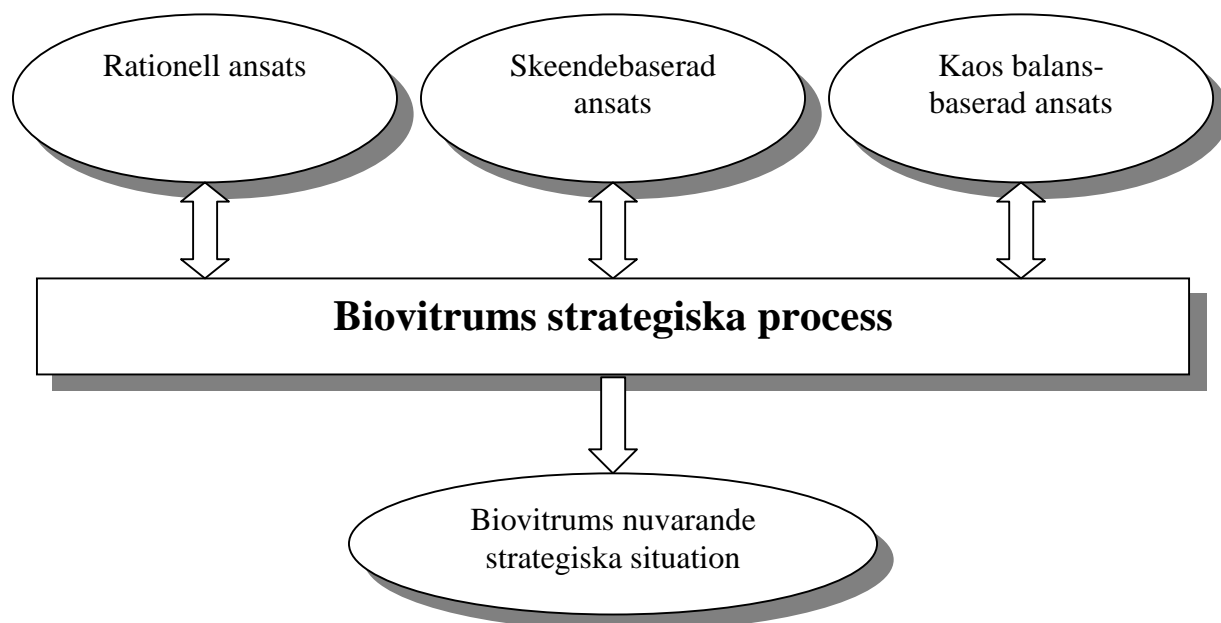 Rationell ansats
Skeendebaserad
ansats
Kaos balans-
baserad ansats
Biovitrums strategiska process
Biovitrums nuvarande
strategiska situation